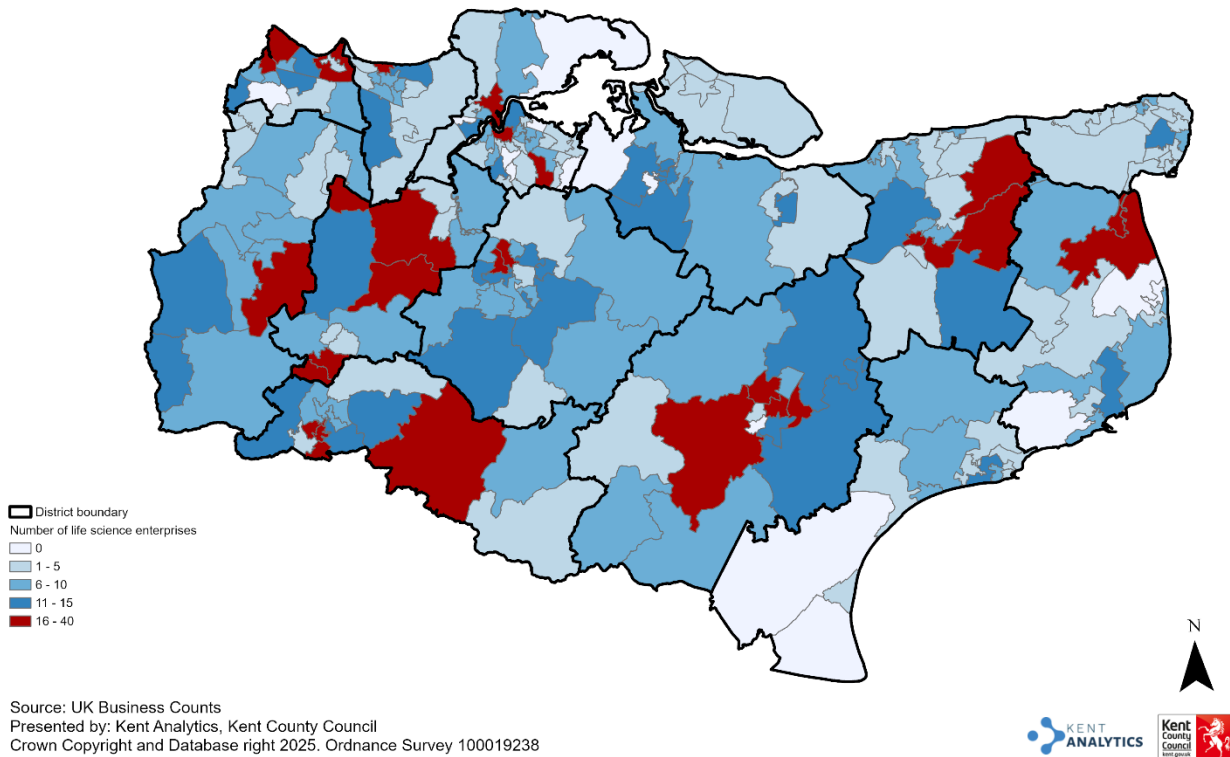 District boundary
Number of life science enterprises
0
1 - 5
6 - 10
11 - 15
16 - 40
N
Source: UK Business Counts
Presented by: Kent Analytics, Kent County Council
Crown Copyright and Database right 2025. Ordnance Survey 100019238
KENT
ANALYTICS
Kent
County
Council
kent.gov.uk